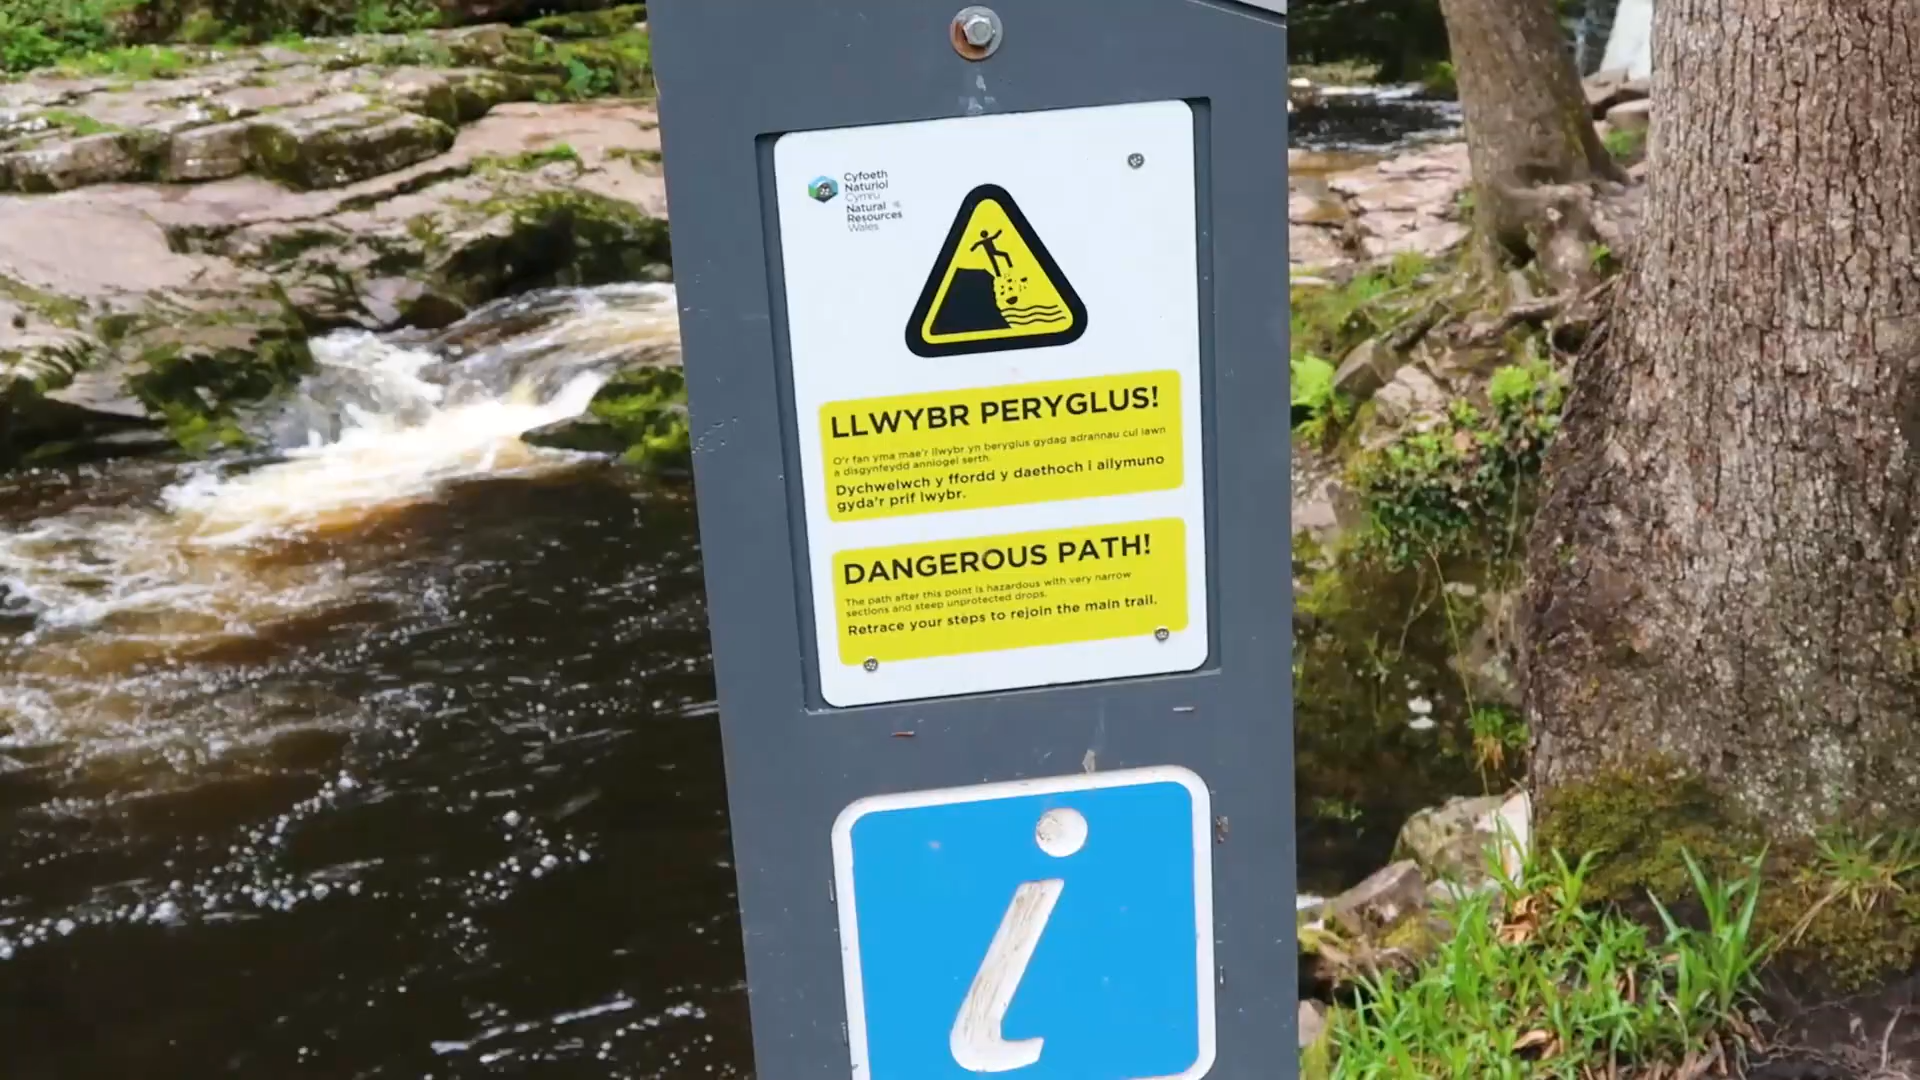 Cyfoeth
Naturiol
Cymru
Natural
Resources
Wales
LLWYBR PERYGLUS!
O'r fan yma mae'r llwybr yn beryglus gydag adrannau cul iawn
a disgynfeydd anniogel serth.
Dychwelwch y ffordd y daethoch i ailymuno
gyda'r prif lwybr.
DANGEROUS PATH!
The path after this point is hazardous with very narrow
sections and steep unprotected drops.
Retrace your steps to rejoin the main trail.
i